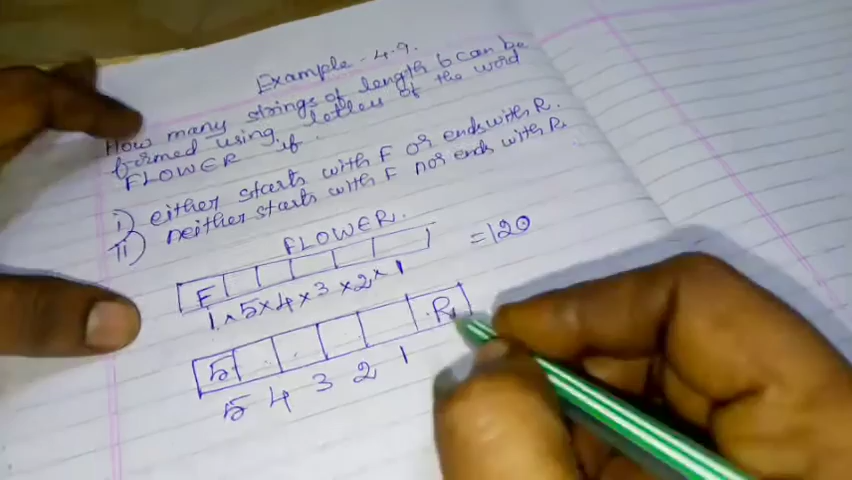 Example - 4.9.
How many strings of length 6 can be
formed using letters of the word
FLOWER if
i) either starts with F or ends with R.
ii) neither starts with F nor ends with R.
FLOWER.
F
1 × 5 × 4 × 3 × 2 × 1 = 120
5 R
5 4 3 2 1